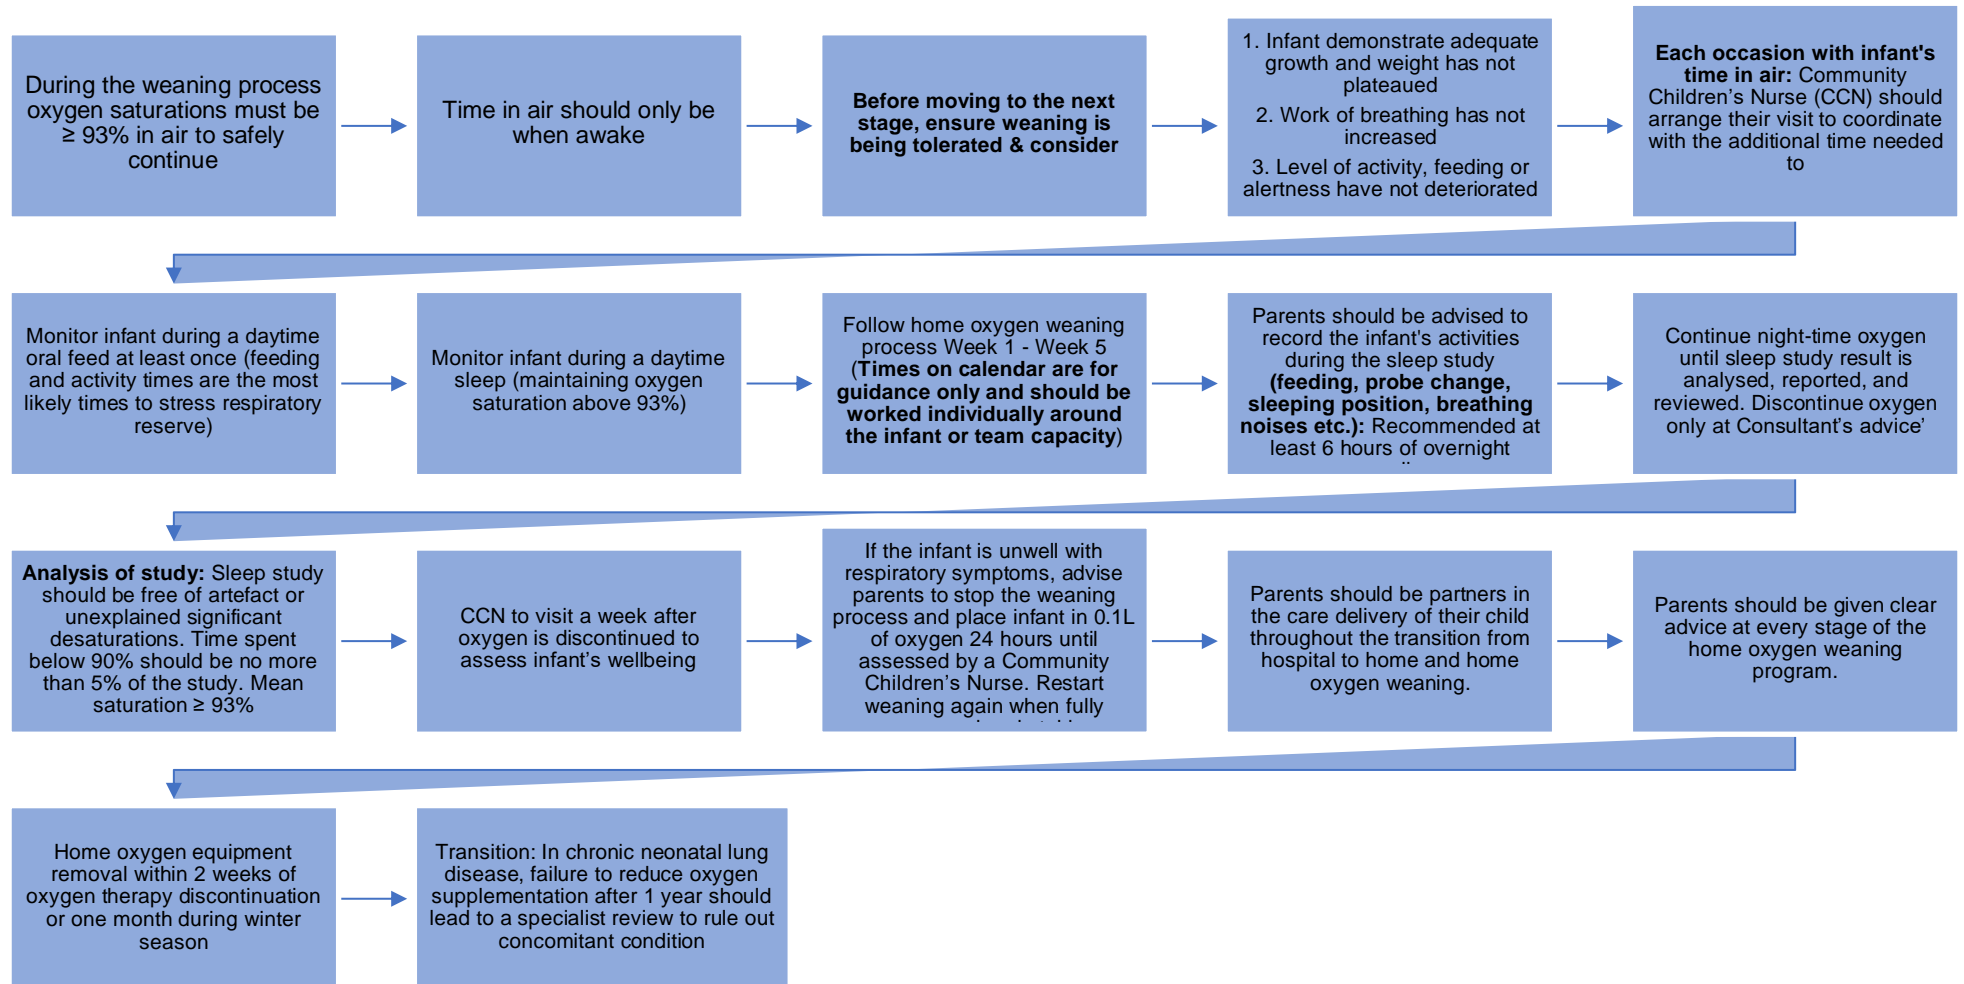 During the weaning process
oxygen saturations must be
≥ 93% in air to safely
continue
Time in air should only be
when awake
Before moving to the next
stage, ensure weaning is
being tolerated & consider
1. Infant demonstrate adequate
growth and weight has not
plateaued
2. Work of breathing has not
increased
3. Level of activity, feeding or
alertness have not deteriorated
Each occasion with infant's
time in air: Community
Children's Nurse (CCN) should
arrange their visit to coordinate
with the additional time needed
to
Monitor infant during a daytime
oral feed at least once (feeding
and activity times are the most
likely times to stress respiratory
reserve)
Monitor infant during a daytime
sleep (maintaining oxygen
saturation above 93%)
Follow home oxygen weaning
process Week 1 - Week 5
(Times on calendar are for
guidance only and should be
worked individually around
the infant or team capacity)
Parents should be advised to
record the infant's activities
during the sleep study
(feeding, probe change,
sleeping position, breathing
noises etc.): Recommended at
least 6 hours of overnight
Continue night-time oxygen
until sleep study result is
analysed, reported, and
reviewed. Discontinue oxygen
only at Consultant's advice'
Analysis of study: Sleep study
should be free of artefact or
unexplained significant
desaturations. Time spent
below 90% should be no more
than 5% of the study. Mean
saturation ≥ 93%
CCN to visit a week after
oxygen is discontinued to
assess infant's wellbeing
If the infant is unwell with
respiratory symptoms, advise
parents to stop the weaning
process and place infant in 0.1L
of oxygen 24 hours until
assessed by a Community
Children's Nurse. Restart
weaning again when fully
Parents should be partners in
the care delivery of their child
throughout the transition from
hospital to home and home
oxygen weaning.
Parents should be given clear
advice at every stage of the
home oxygen weaning
program.
Home oxygen equipment
removal within 2 weeks of
oxygen therapy discontinuation
or one month during winter
season
Transition: In chronic neonatal lung
disease, failure to reduce oxygen
supplementation after 1 year should
lead to a specialist review to rule out
concomitant condition